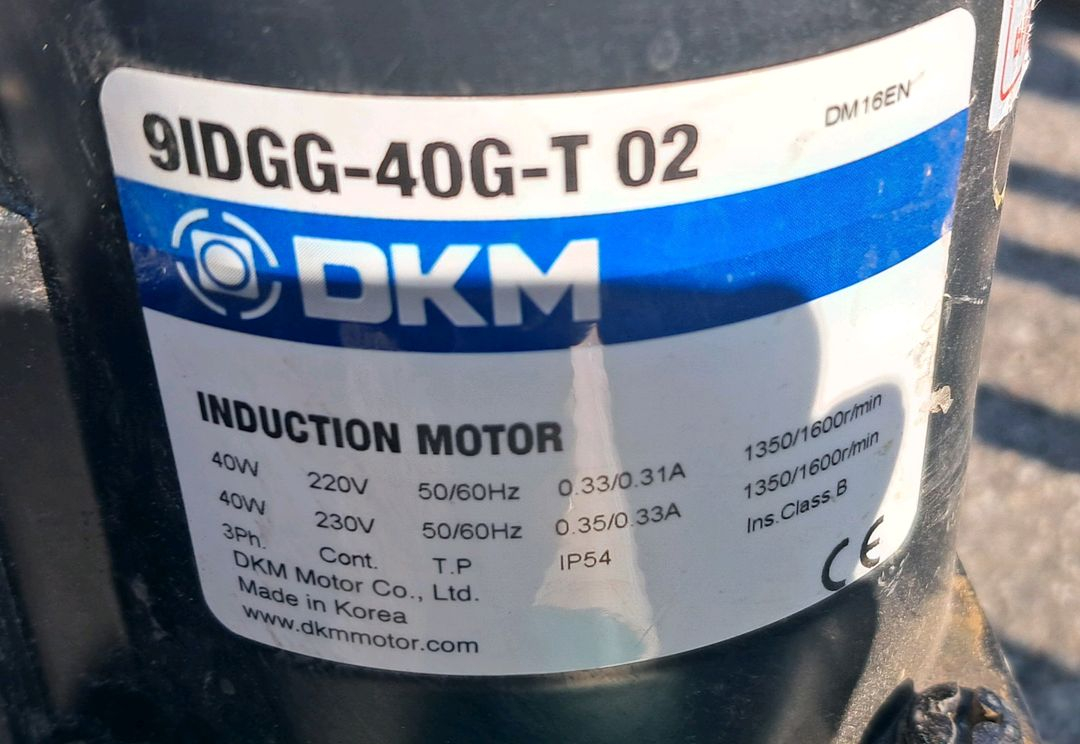 9IDGG-40G-T 02 DM16EN
DKM
INDUCTION MOTOR
40W 220V 50/60Hz 0.33/0.31A 1350/1600r/min
40W 230V 50/60Hz 0.35/0.33A 1350/1600r/min
3Ph. Cont. T.P IP54 Ins.Class.B
DKM Motor Co., Ltd.
Made in Korea
www.dkmmotor.com
CE